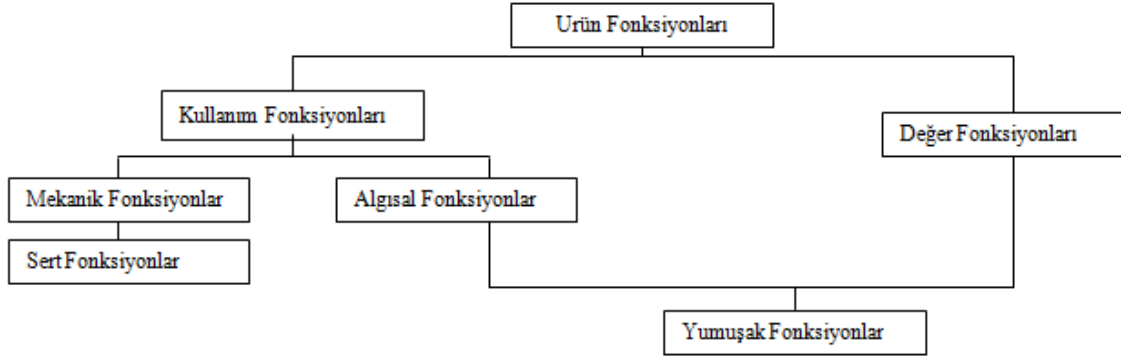 Urün Fonksiyonları
Kullanım Fonksiyonları
Değer Fonksiyonları
Mekanik Fonksiyonlar
Algısal Fonksiyonlar
Sert Fonksiyonlar
Yumuşak Fonksiyonlar